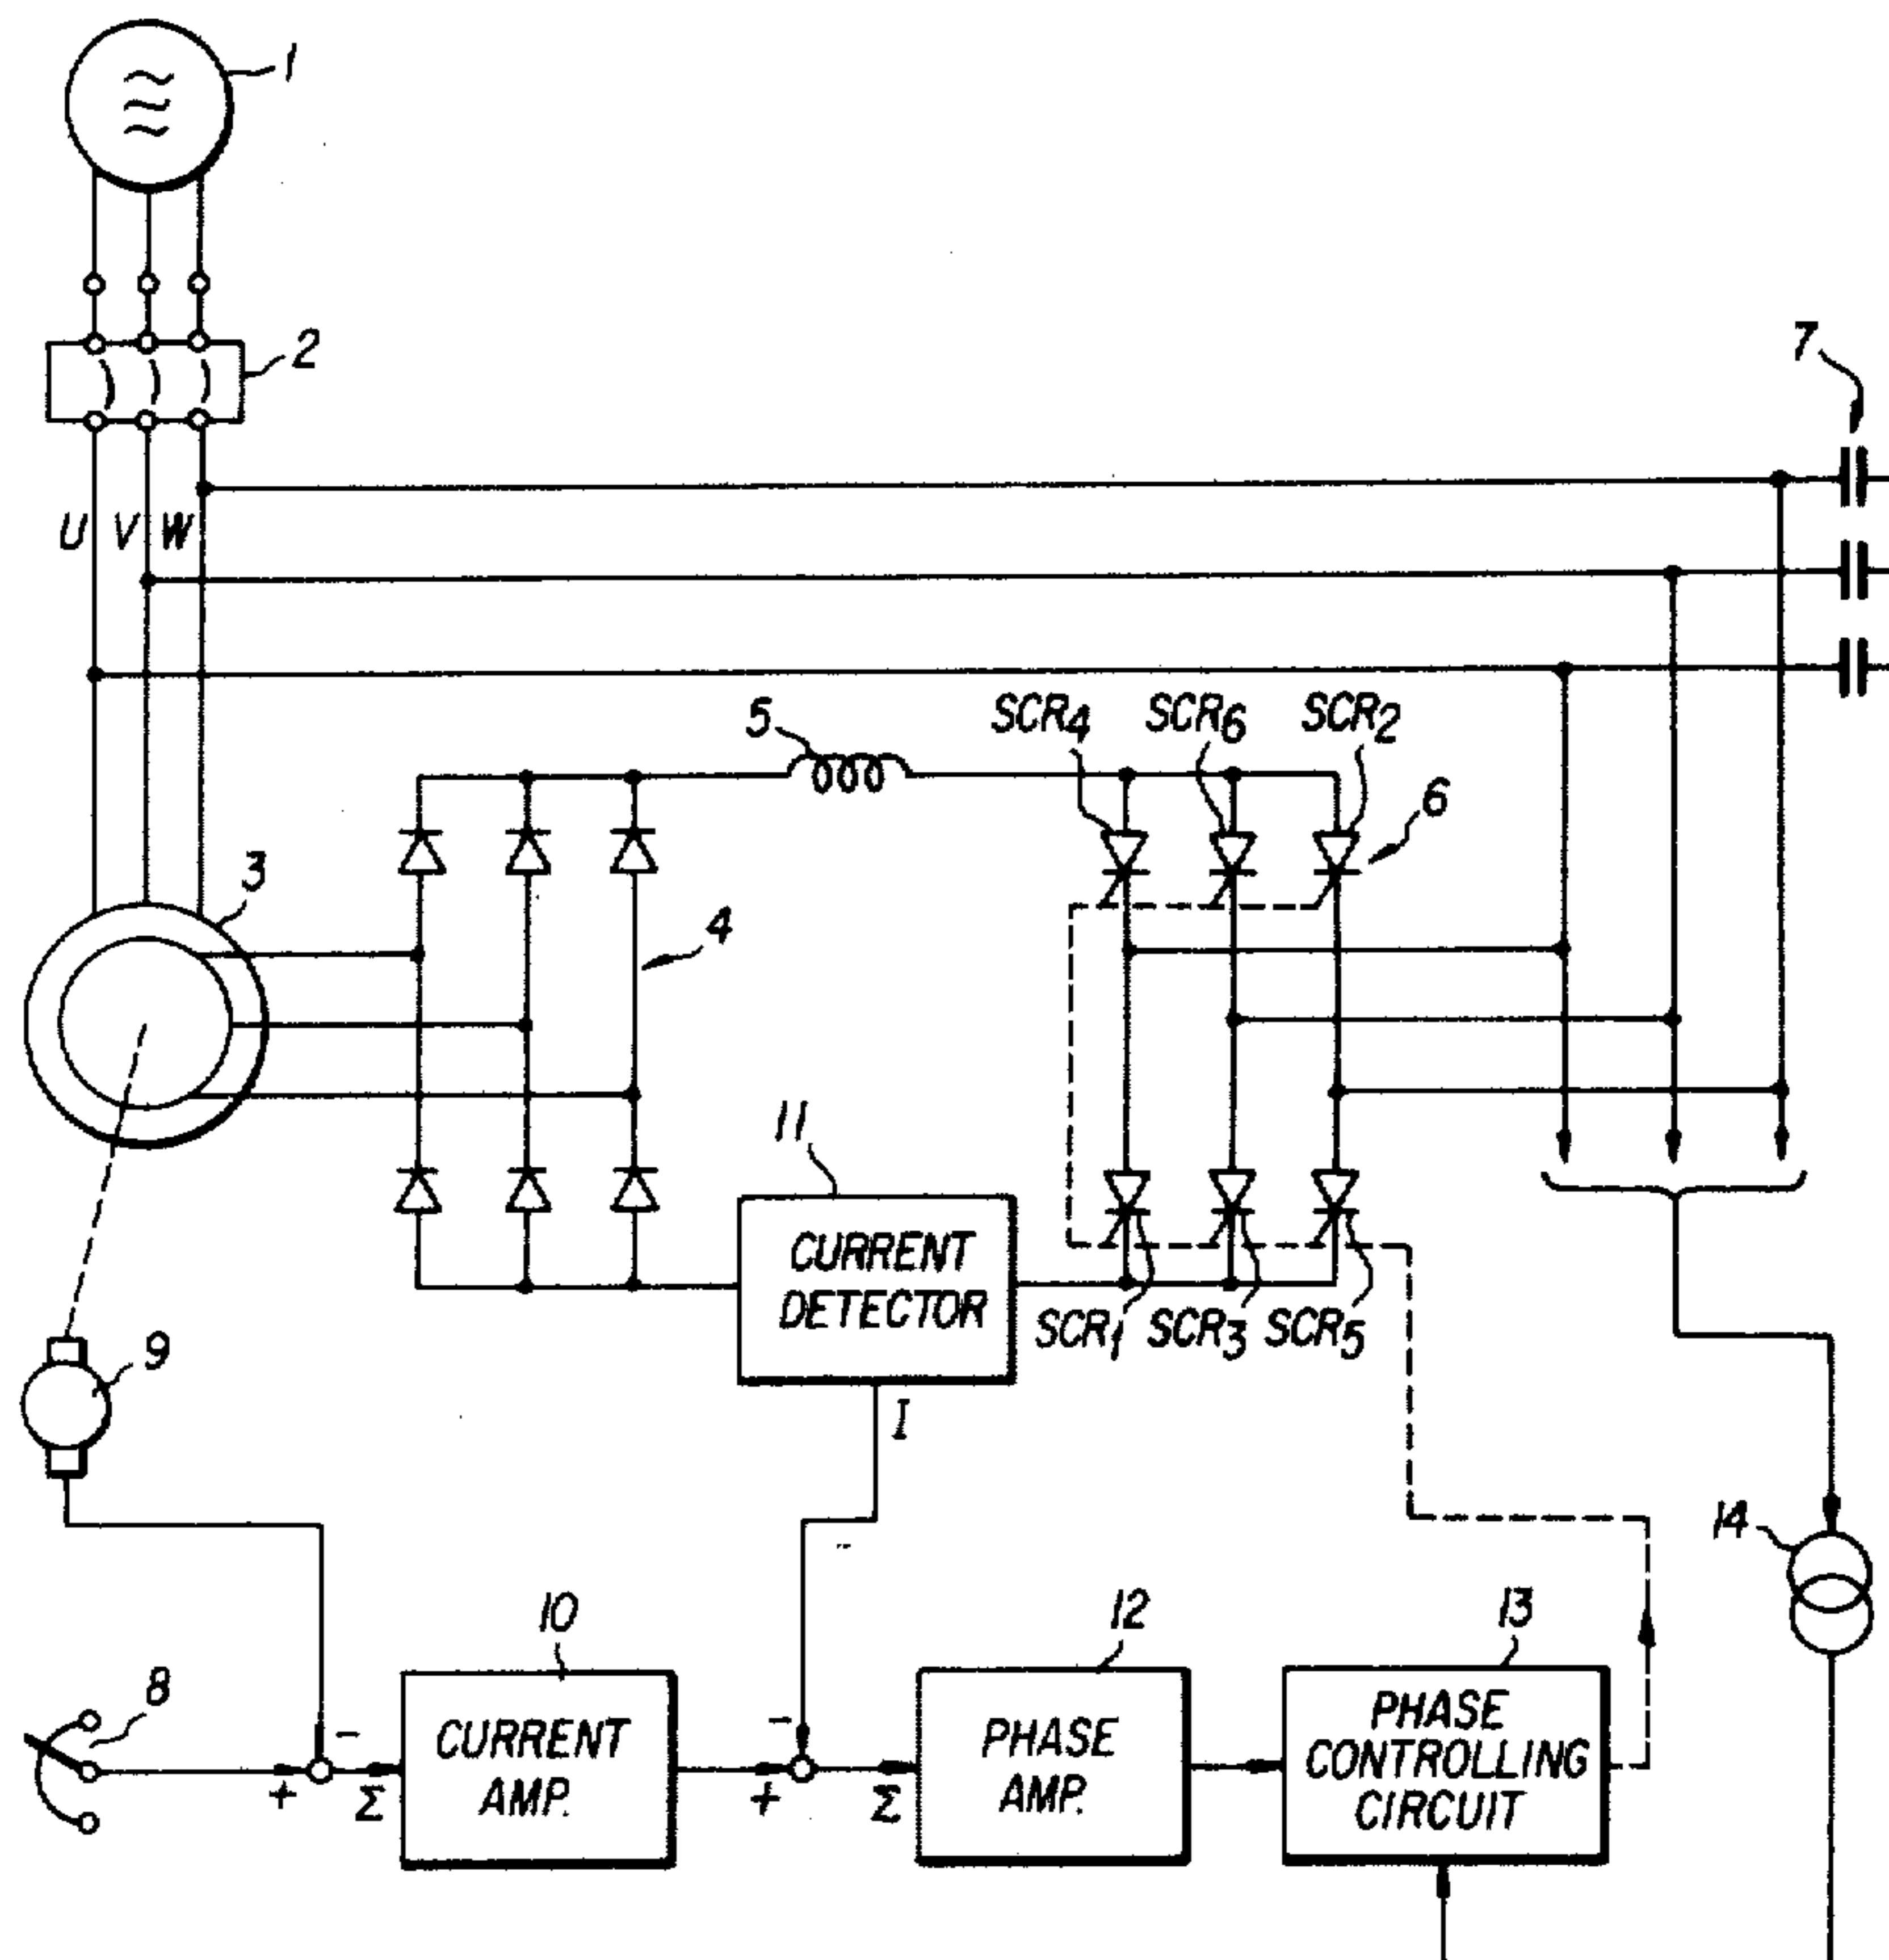 1
2
7
U V W
5
SCR4
SCR6
SCR2
6
3
4
11
CURRENT
DETECTOR
SCR1 SCR3 SCR5
9
I
14
10
12
13
8
-
-
+
Σ
CURRENT
AMP.
+
Σ
PHASE
AMP.
PHASE
CONTROLLING
CIRCUIT